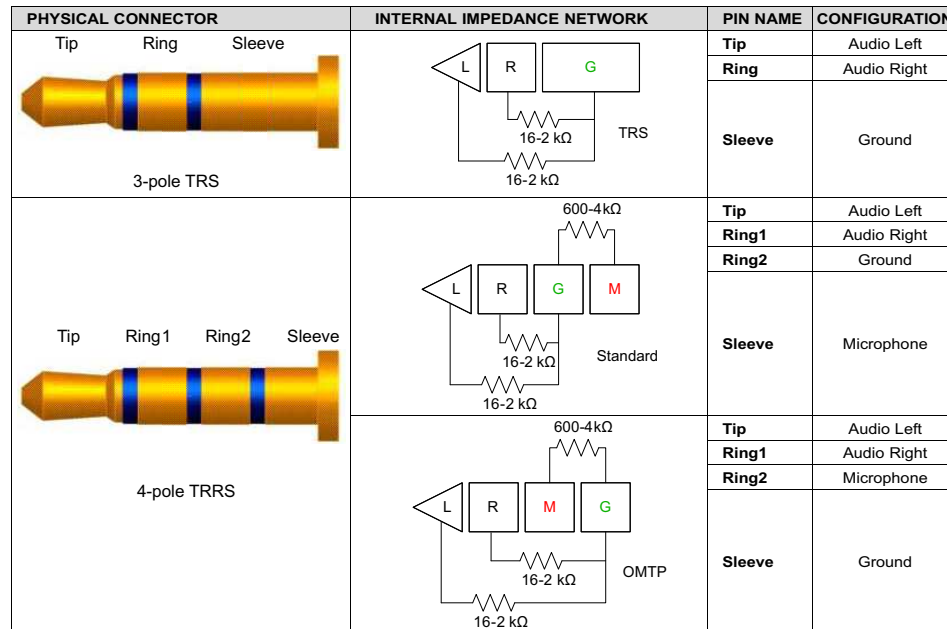 PHYSICAL CONNECTOR INTERNAL IMPEDANCE NETWORK PIN NAME CONFIGURATION
Tip Ring Sleeve
3-pole TRS
L R G
16-2 kΩ
TRS
16-2 kΩ
Tip Audio Left
Ring Audio Right
Sleeve Ground
Tip Ring1 Ring2 Sleeve
4-pole TRRS
600-4kΩ
L R G M
16-2 kΩ
Standard
16-2 kΩ
Tip Audio Left
Ring1 Audio Right
Ring2 Ground
Sleeve Microphone
600-4kΩ
L R M G
16-2 kΩ
OMTP
16-2 kΩ
Tip Audio Left
Ring1 Audio Right
Ring2 Microphone
Sleeve Ground